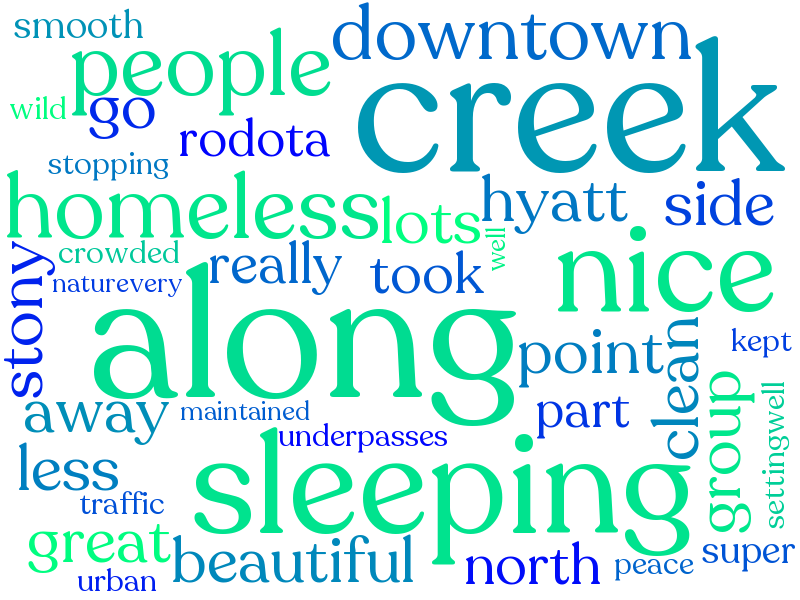 smooth
downtown
people
creek
wild
go
rodota
stopping
homeless
lots
hyatt
side
well
crowded
really
took
nice
stony
naturevery
along
point
clean
kept
away
maintained
part
group
underpasses
less
sleeping
settingwell
traffic
great
beautiful
north
super
peace
urban